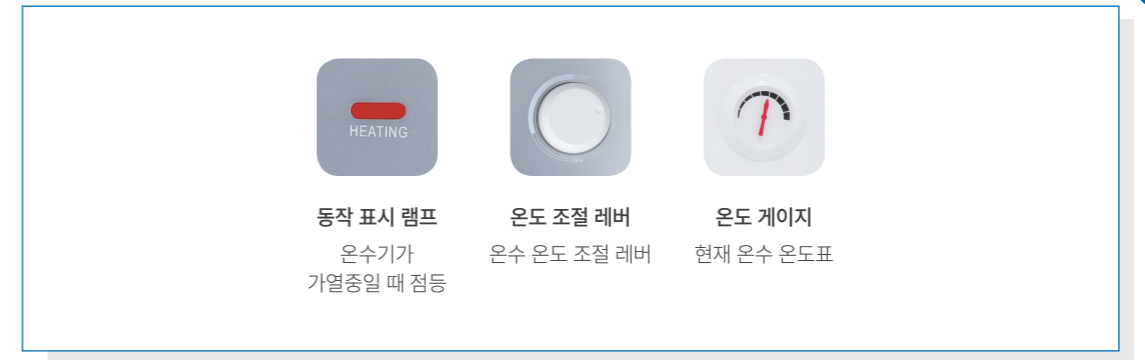 HEATING
동작 표시 램프
온수기가
가열중일 때 점등
온도 조절 레버
온수 온도 조절 레버
온도 게이지
현재 온수 온도표